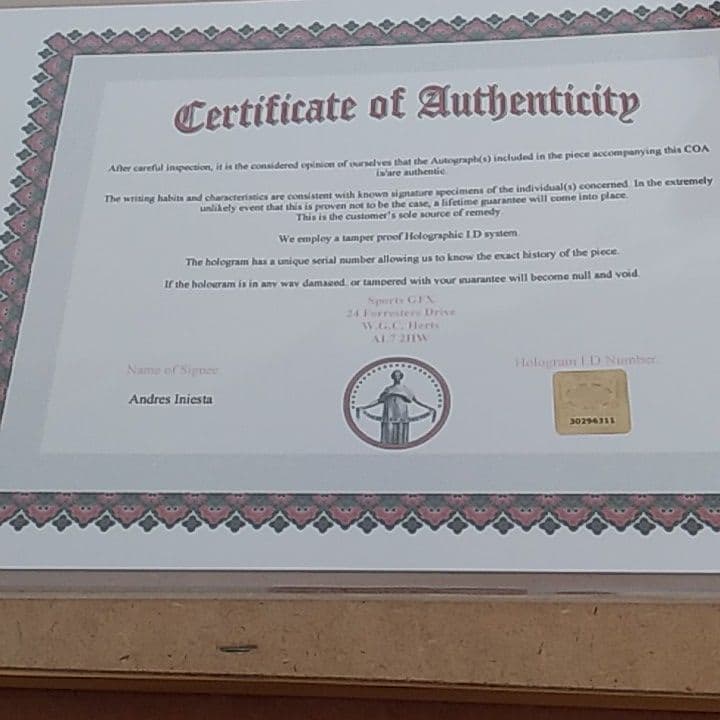 Certificate of Authenticity
After careful inspection, it is the considered opinion of ourselves that the Autograph(s) included in the piece accompanying this COA
is/are authentic.
The writing habits and characteristics are consistent with known signature specimens of the individual(s) concerned. In the extremely
unlikely event that this is proven not to be the case, a lifetime guarantee will come into place.
This is the customer's sole source of remedy.
We employ a tamper proof Holographic I.D system.
The hologram has a unique serial number allowing us to know the exact history of the piece.
If the hologram is in any way damaged, or tampered with your guarantee will become null and void.
Sports GFX
24 Forresters Drive
W.G.C. Herts
AL7 2HW
Name of Signee
Hologram I.D Number
Andres Iniesta
30296311